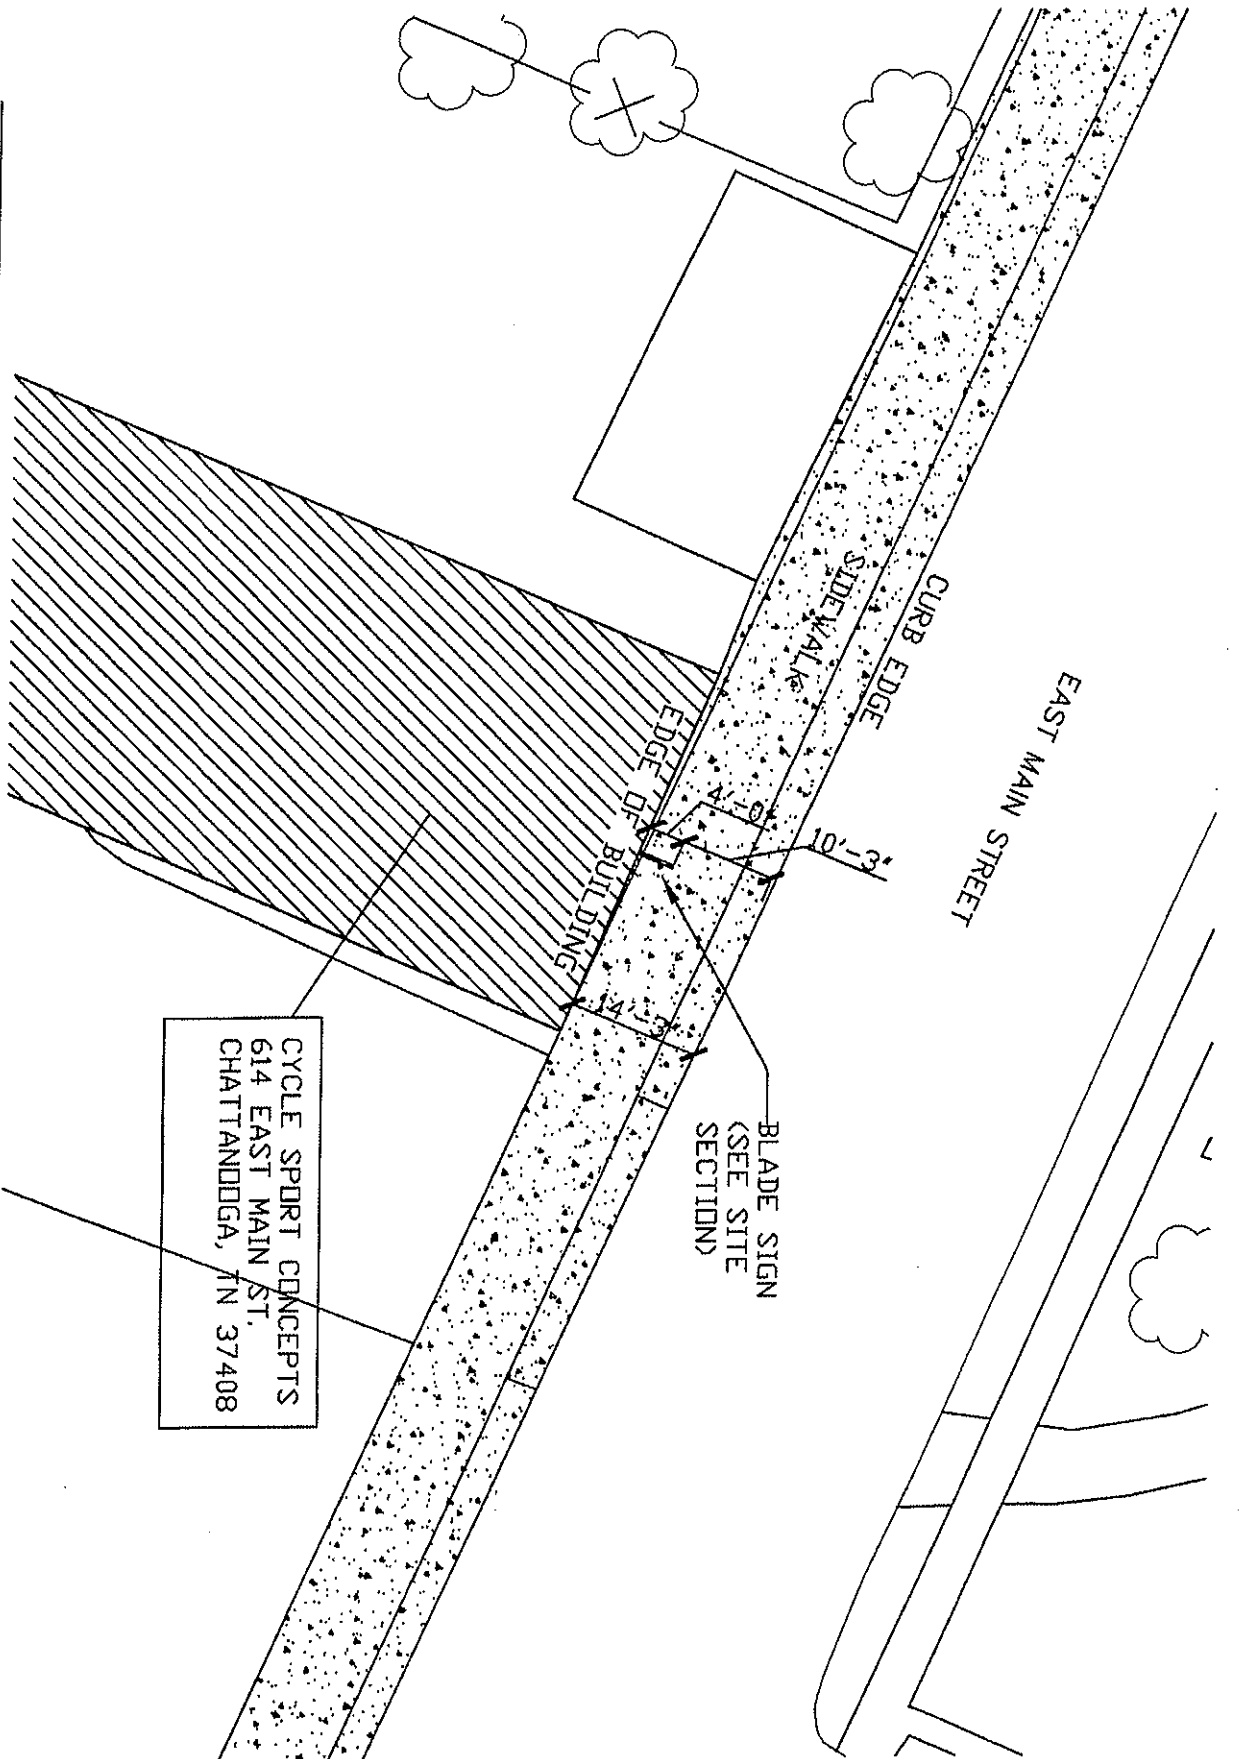 EAST MAIN STREET
CURB EDGE
SIDEWALK
4'-0"
10'-3"
EDGE OF BUILDING
14'-3"
BLADE SIGN
(SEE SITE
SECTION)
CYCLE SPORT CONCEPTS
614 EAST MAIN ST.
CHATTANOOGA, TN 37408